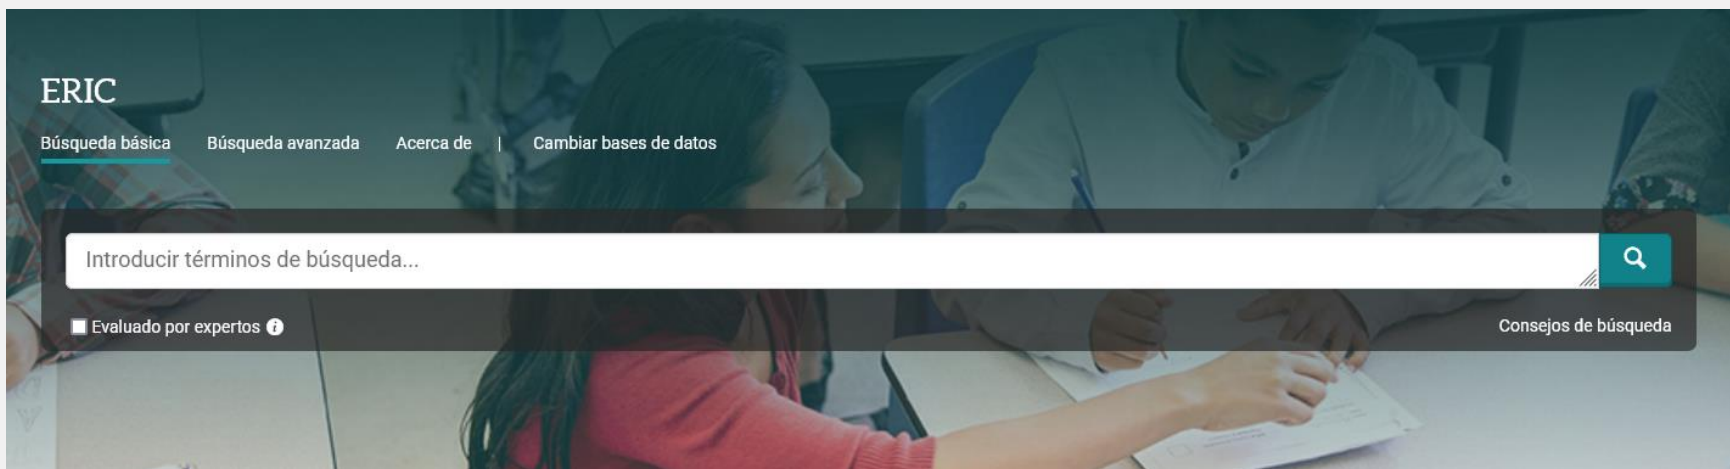 ERIC
Búsqueda básica Búsqueda avanzada Acerca de | Cambiar bases de datos
Introducir términos de búsqueda...
Evaluado por expertos
Consejos de búsqueda